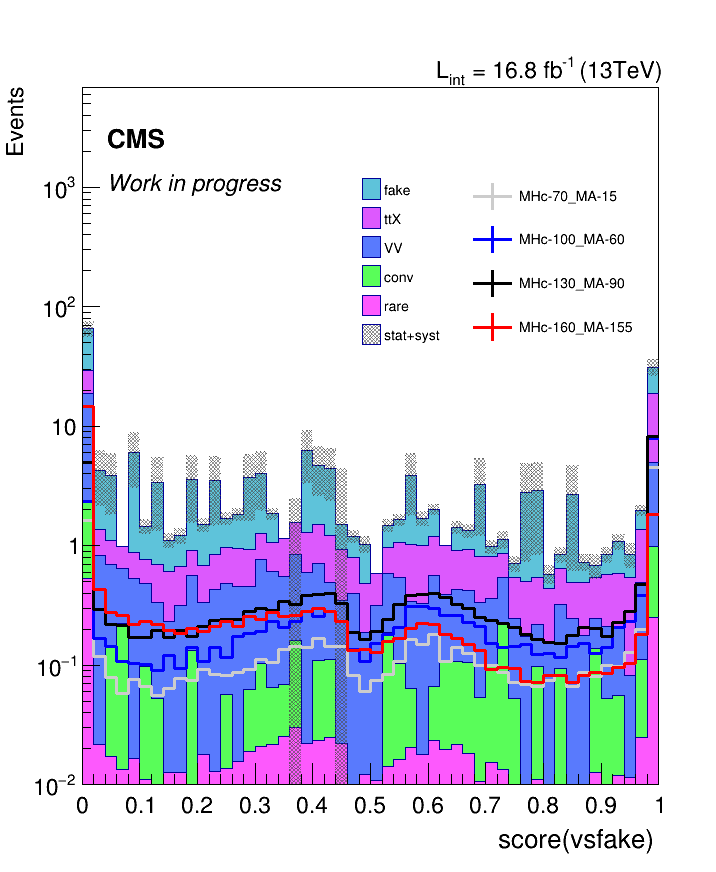 L_int = 16.8 fb^-1 (13TeV)
Events
CMS
Work in progress
fake
ttX
VV
conv
rare
stat+syst
MHc-70_MA-15
MHc-100_MA-60
MHc-130_MA-90
MHc-160_MA-155
10^3
10^2
10
1
10^-1
10^-2
0 0.1 0.2 0.3 0.4 0.5 0.6 0.7 0.8 0.9 1
score(vsfake)